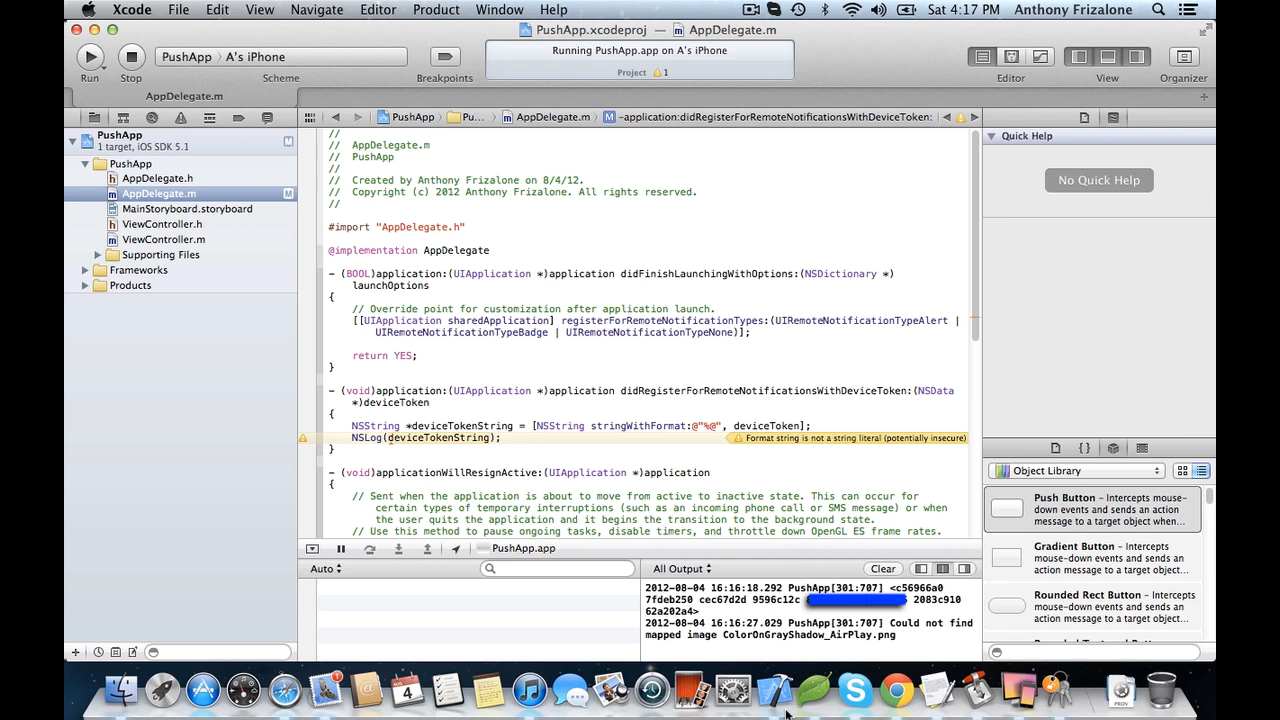 Xcode File Edit View Navigate Editor Product Window Help Sat 4:17 PM Anthony Frizalone
PushApp.xcodeproj — AppDelegate.m
Run Stop PushApp 〉 A's iPhone Scheme Breakpoints Editor View Organizer
Running PushApp.app on A's iPhone
Project 1
AppDelegate.m
PushApp Pu... AppDelegate.m M -application:didRegisterForRemoteNotificationsWithDeviceToken:
PushApp M
1 target, iOS SDK 5.1
PushApp
h AppDelegate.h
m AppDelegate.m M
MainStoryboard.storyboard
h ViewController.h
m ViewController.m
Supporting Files
Frameworks
Products
//
// AppDelegate.m
// PushApp
//
// Created by Anthony Frizalone on 8/4/12.
// Copyright (c) 2012 Anthony Frizalone. All rights reserved.
//
#import "AppDelegate.h"
@implementation AppDelegate
- (BOOL)application:(UIApplication *)application didFinishLaunchingWithOptions:(NSDictionary *)
launchOptions
{
// Override point for customization after application launch.
[[UIApplication sharedApplication] registerForRemoteNotificationTypes:(UIRemoteNotificationTypeAlert |
UIRemoteNotificationTypeBadge | UIRemoteNotificationTypeNone)];
return YES;
}
- (void)application:(UIApplication *)application didRegisterForRemoteNotificationsWithDeviceToken:(NSData
*)deviceToken
{
NSString *deviceTokenString = [NSString stringWithFormat:@"%@", deviceToken];
NSLog(deviceTokenString); Format string is not a string literal (potentially insecure)
}
- (void)applicationWillResignActive:(UIApplication *)application
{
// Sent when the application is about to move from active to inactive state. This can occur for
certain types of temporary interruptions (such as an incoming phone call or SMS message) or when
the user quits the application and it begins the transition to the background state.
// Use this method to pause ongoing tasks, disable timers, and throttle down OpenGL ES frame rates.
PushApp.app
Auto
All Output Clear
2012-08-04 16:16:18.292 PushApp[301:707] <c56966a0
7fdeb250 cec67d2d 9596c12c 2083c910
62a202a4>
2012-08-04 16:16:27.029 PushApp[301:707] Could not find
mapped image ColorOnGrayShadow_AirPlay.png
Quick Help
No Quick Help
{ }
Object Library
Push Button – Intercepts mouse-
down events and sends an
action message to a target object when...
Gradient Button – Intercepts
mouse-down events and sends an
action message to a target object...
Rounded Rect Button – Intercepts
mouse-down events and sends an
action message to a target object...
4
1
PROV